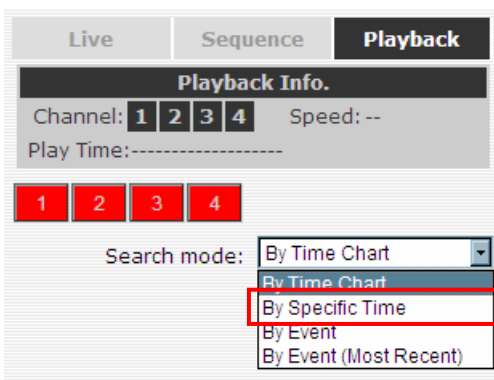 Live Sequence Playback
Playback Info.
Channel: 1 2 3 4 Speed: --
Play Time:-------------------
1 2 3 4
Search mode: By Time Chart
By Time Chart
By Specific Time
By Event
By Event (Most Recent)